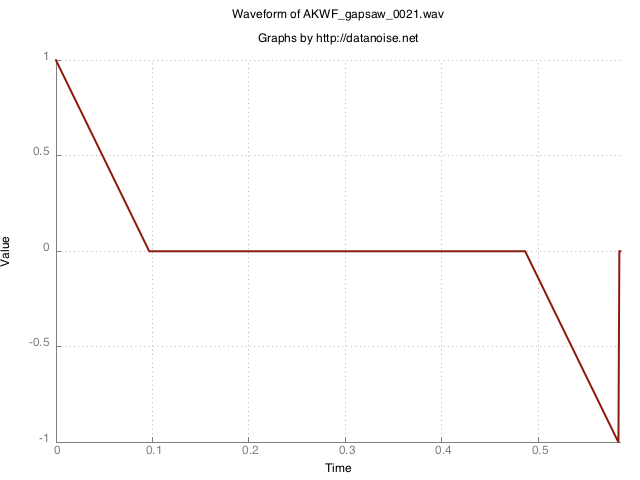 Waveform of AKWF_gapsaw_0021.wav
Graphs by http://datanoise.net
1
0.5
0
-0.5
-1
Value
0 0.1 0.2 0.3 0.4 0.5
Time